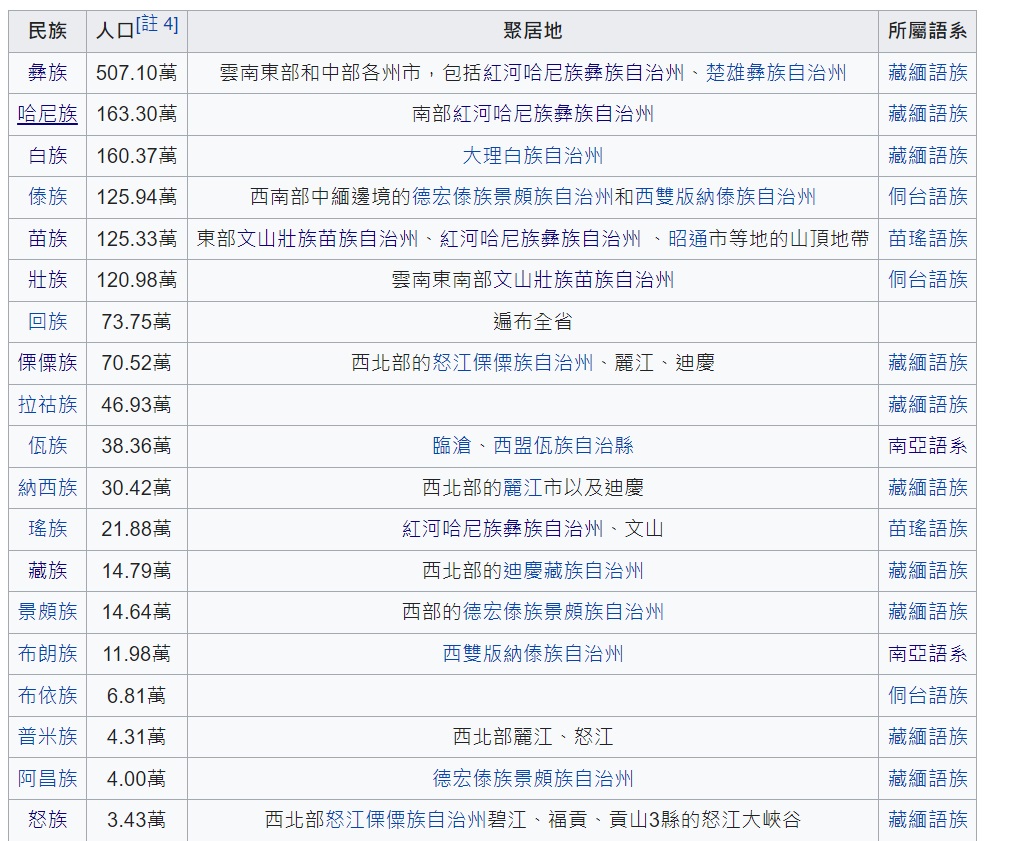 民族 人口[註 4] 聚居地 所屬語系
彝族 507.10萬 雲南東部和中部各州市，包括紅河哈尼族彝族自治州、楚雄彝族自治州 藏緬語族
哈尼族 163.30萬 南部紅河哈尼族彝族自治州 藏緬語族
白族 160.37萬 大理白族自治州 藏緬語族
傣族 125.94萬 西南部中緬邊境的德宏傣族景頗族自治州和西雙版納傣族自治州 侗台語族
苗族 125.33萬 東部文山壯族苗族自治州、紅河哈尼族彝族自治州 、昭通市等地的山頂地帶 苗瑤語族
壯族 120.98萬 雲南東南部文山壯族苗族自治州 侗台語族
回族 73.75萬 遍布全省
傈僳族 70.52萬 西北部的怒江傈僳族自治州、麗江、迪慶 藏緬語族
拉祜族 46.93萬 藏緬語族
佤族 38.36萬 臨滄、西盟佤族自治縣 南亞語系
納西族 30.42萬 西北部的麗江市以及迪慶 藏緬語族
瑤族 21.88萬 紅河哈尼族彝族自治州、文山 苗瑤語族
藏族 14.79萬 西北部的迪慶藏族自治州 藏緬語族
景頗族 14.64萬 西部的德宏傣族景頗族自治州 藏緬語族
布朗族 11.98萬 西雙版納傣族自治州 南亞語系
布依族 6.81萬 侗台語族
普米族 4.31萬 西北部麗江、怒江 藏緬語族
阿昌族 4.00萬 德宏傣族景頗族自治州 藏緬語族
怒族 3.43萬 西北部怒江傈僳族自治州碧江、福貢、貢山3縣的怒江大峽谷 藏緬語族